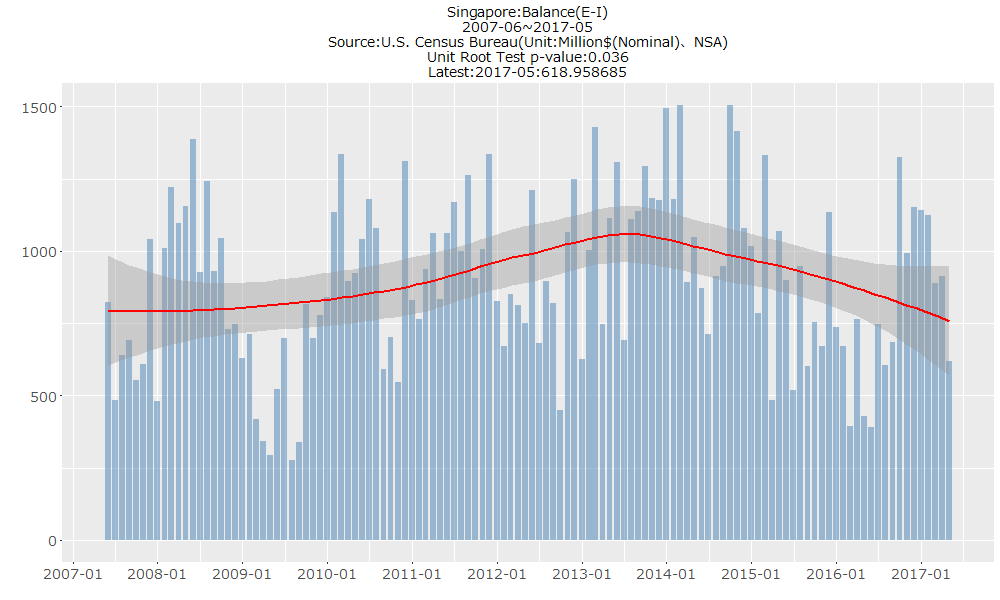 Singapore:Balance(E-I)
2007-06~2017-05
Source:U.S. Census Bureau(Unit:Million$(Nominal)、NSA)
Unit Root Test p-value:0.036
Latest:2017-05:618.958685
1500
1000
500
0
2007-01 2008-01 2009-01 2010-01 2011-01 2012-01 2013-01 2014-01 2015-01 2016-01 2017-01